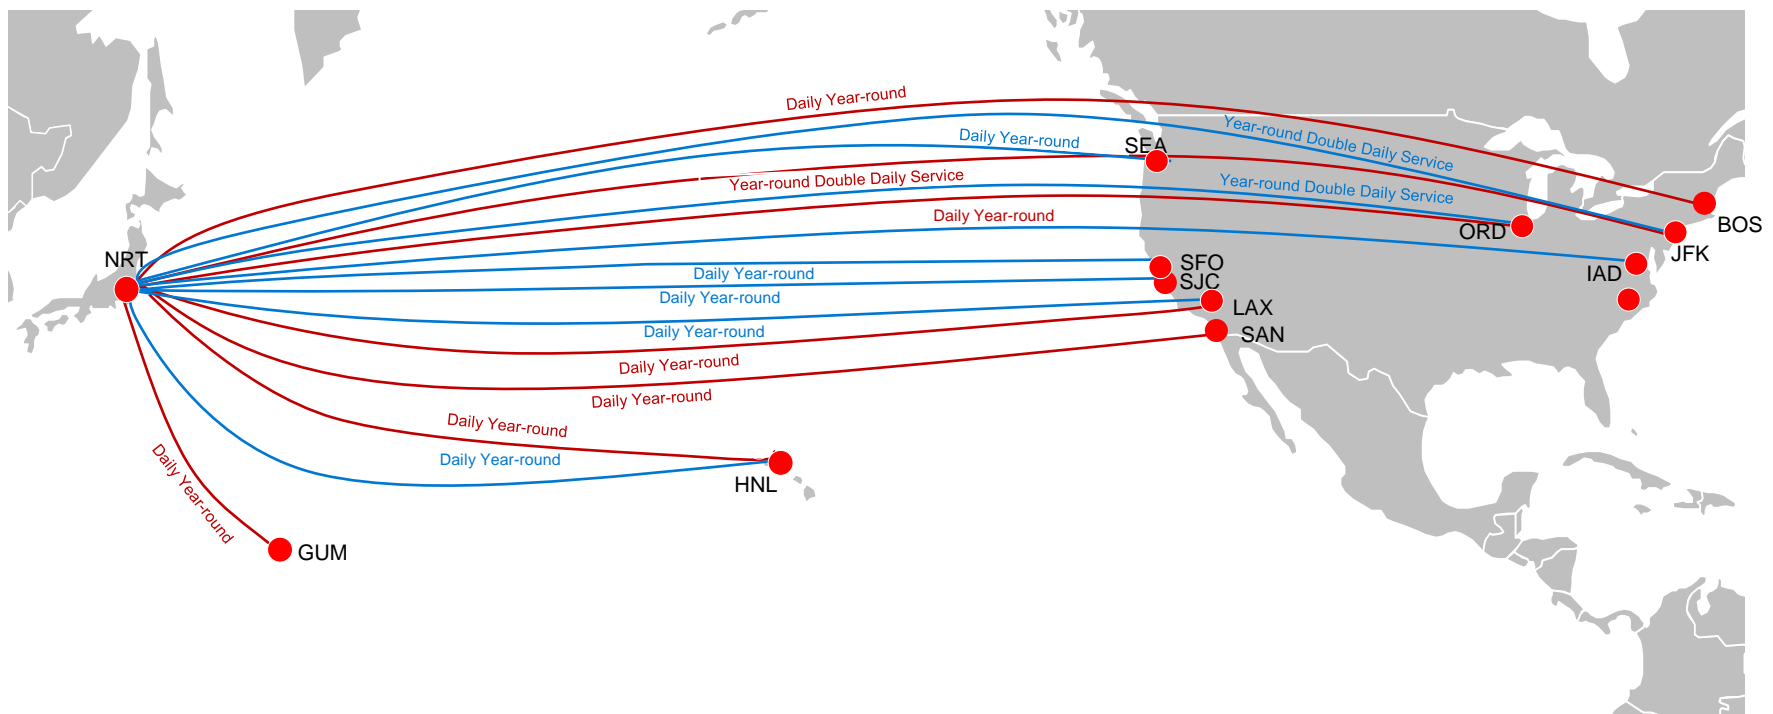 Daily Year-round
Year-round Double Daily Service
Daily Year-round
SEA
Year-round Double Daily Service
Year-round Double Daily Service
Daily Year-round
BOS
ORD
JFK
NRT
SFO
IAD
Daily Year-round
SJC
Daily Year-round
LAX
Daily Year-round
SAN
Daily Year-round
Daily Year-round
Daily Year-round
Daily Year-round
HNL
Daily Year-round
GUM